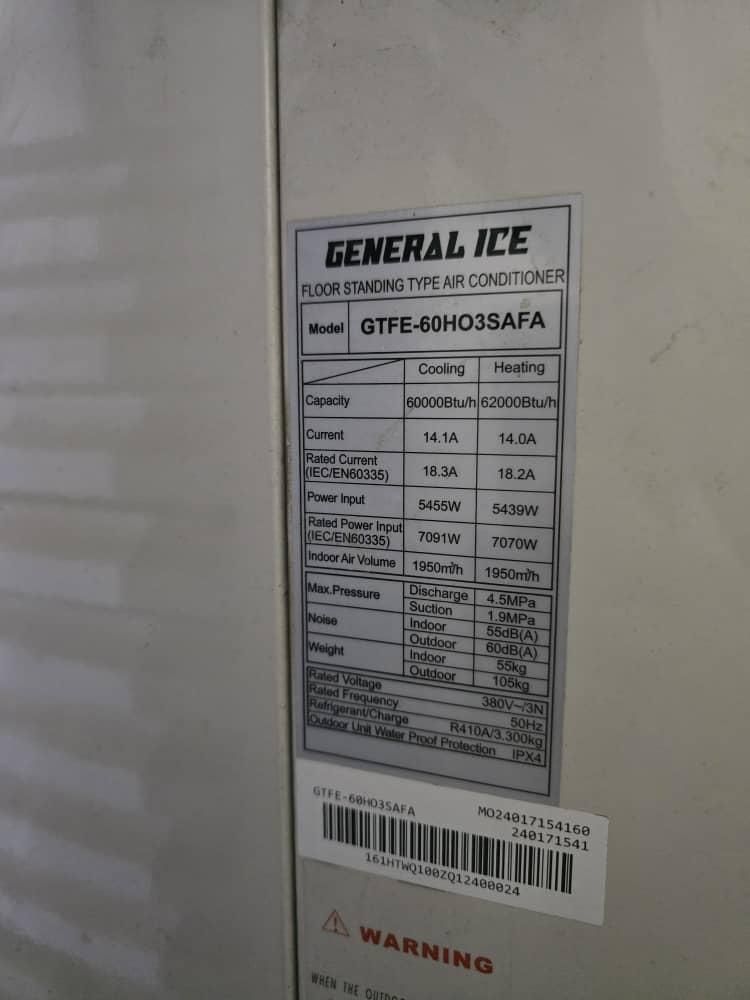 GENERAL ICE
FLOOR STANDING TYPE AIR CONDITIONER
Model GTFE-60HO3SAFA
Cooling Heating
Capacity 60000Btu/h 62000Btu/h
Current 14.1A 14.0A
Rated Current (IEC/EN60335) 18.3A 18.2A
Power Input 5455W 5439W
Rated Power Input (IEC/EN60335) 7091W 7070W
Indoor Air Volume 1950m³/h 1950m³/h
Max.Pressure Discharge 4.5MPa
Suction 1.9MPa
Noise Indoor 55dB(A)
Outdoor 60dB(A)
Weight Indoor 55kg
Outdoor 105kg
Rated Voltage 380V~/3N
Rated Frequency 50Hz
Refrigerant/Charge R410A/3.300kg
Outdoor Unit Water Proof Protection IPX4
GTFE-60HO3SAFA MO24017154160
240171541
161HTWQ100ZQ12400024
WARNING
WHEN THE